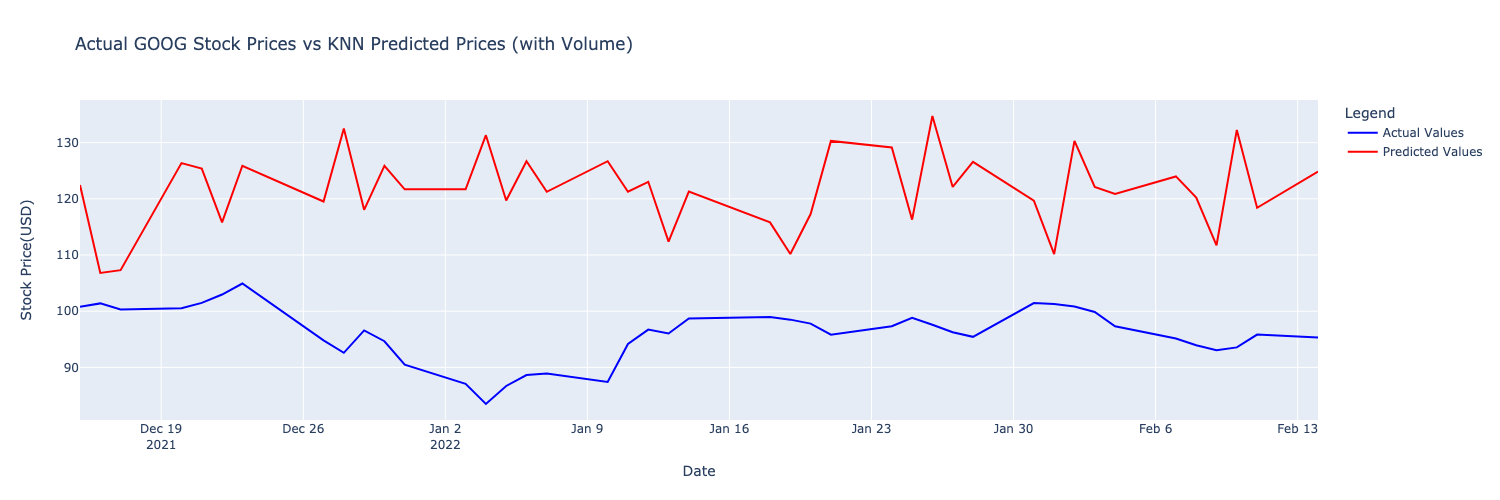 Actual GOOG Stock Prices vs KNN Predicted Prices (with Volume)
Legend
Actual Values
Predicted Values
Stock Price(USD)
130
120
110
100
90
Dec 19
2021
Dec 26
Jan 2
2022
Jan 9
Jan 16
Jan 23
Jan 30
Feb 6
Feb 13
Date